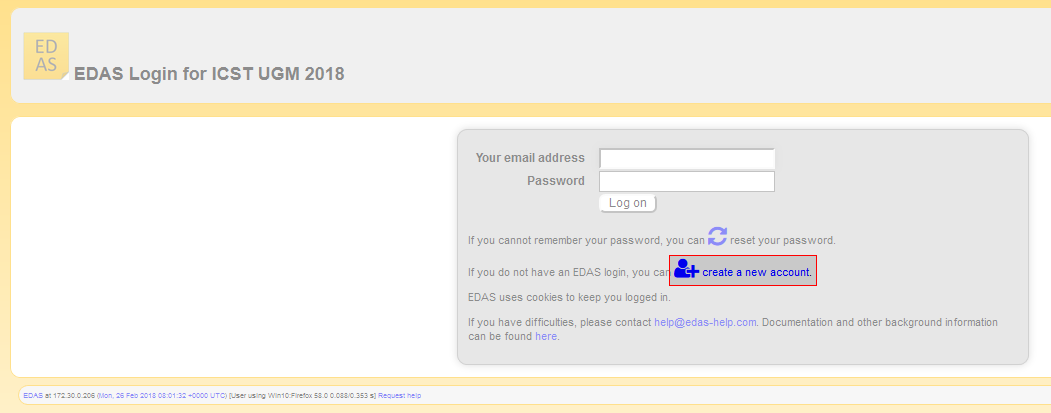 ED
AS
EDAS Login for ICST UGM 2018
Your email address
Password
Log on
If you cannot remember your password, you can reset your password.
If you do not have an EDAS login, you can create a new account.
EDAS uses cookies to keep you logged in.
If you have difficulties, please contact help@edas-help.com. Documentation and other background information
can be found here.
EDAS at 172.30.0.206 (Mon, 26 Feb 2018 08:01:32 +0000 UTC) [User using Win10:Firefox 58.0 0.088/0.353 s] Request help